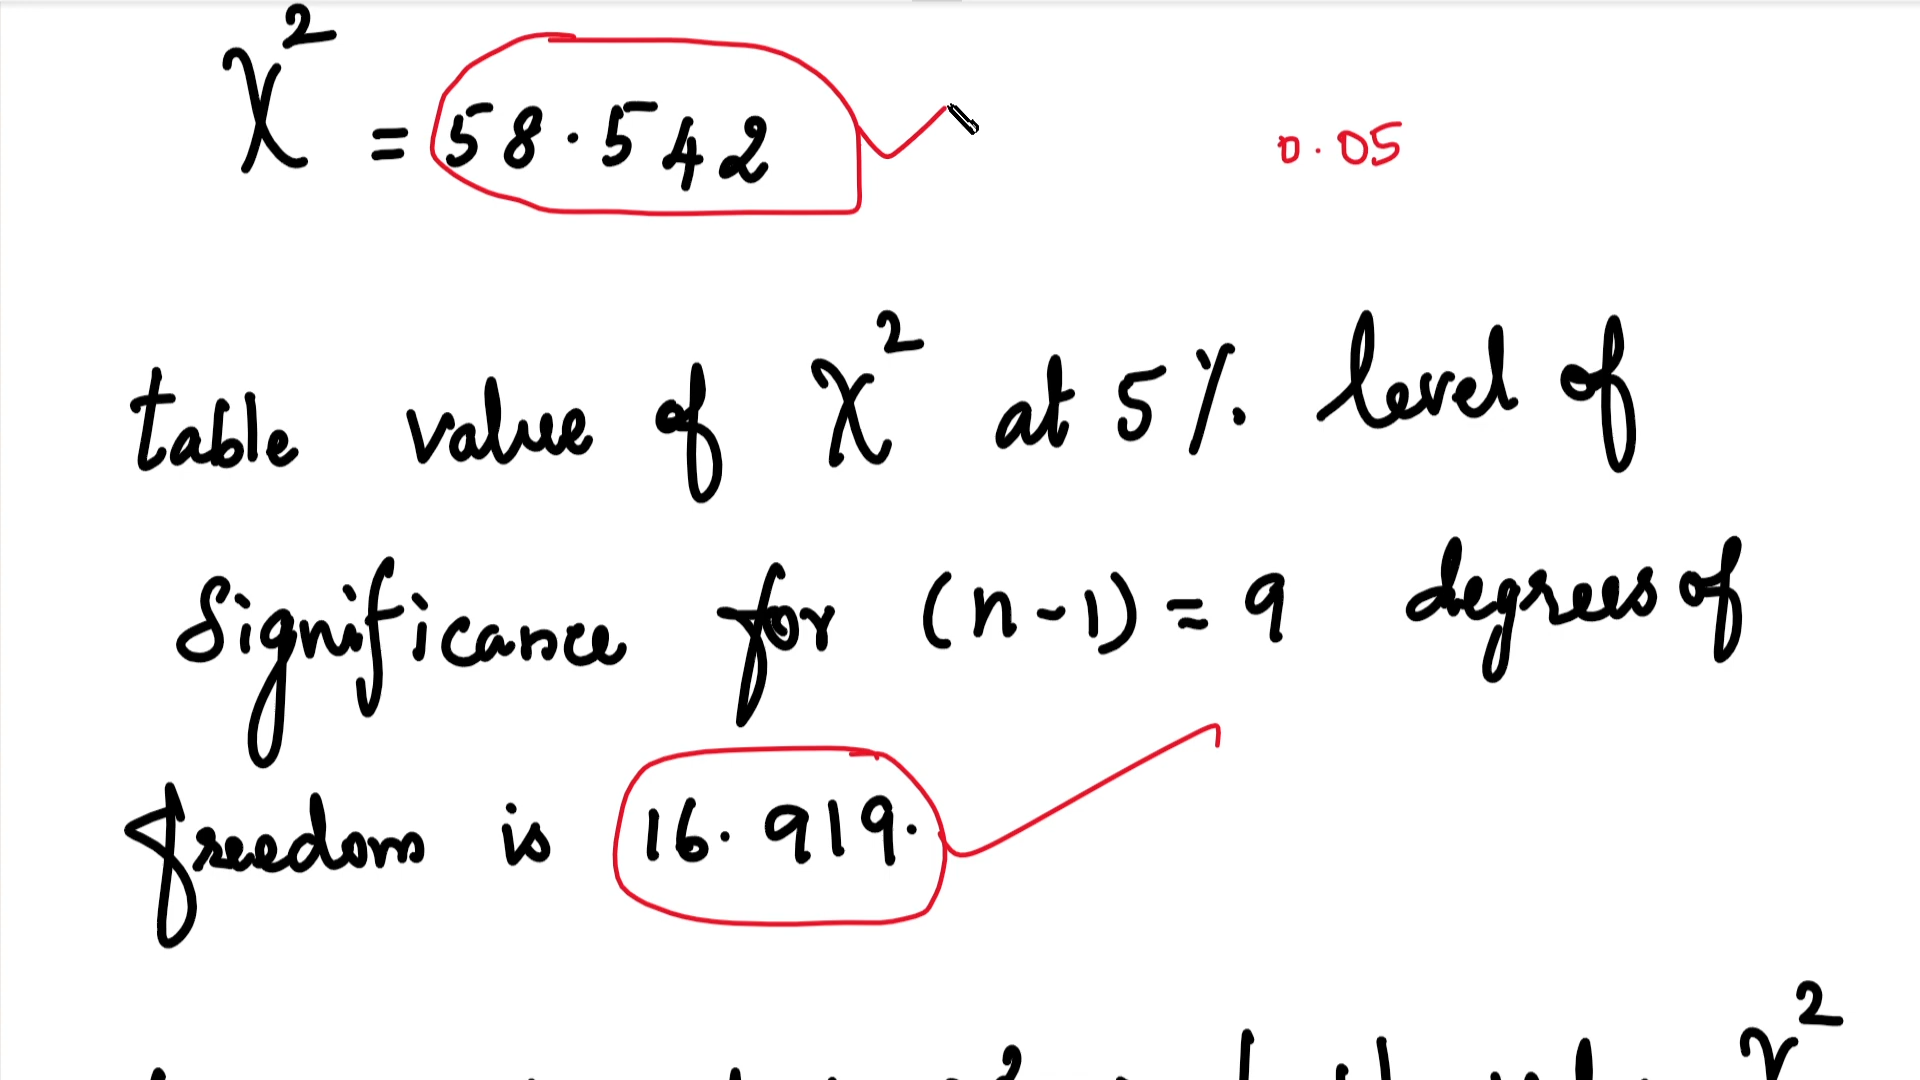 χ² = 58.542
0.05
table value of χ² at 5% level of
Significance for (n-1) = 9 degrees of
freedom is 16.919.
χ²